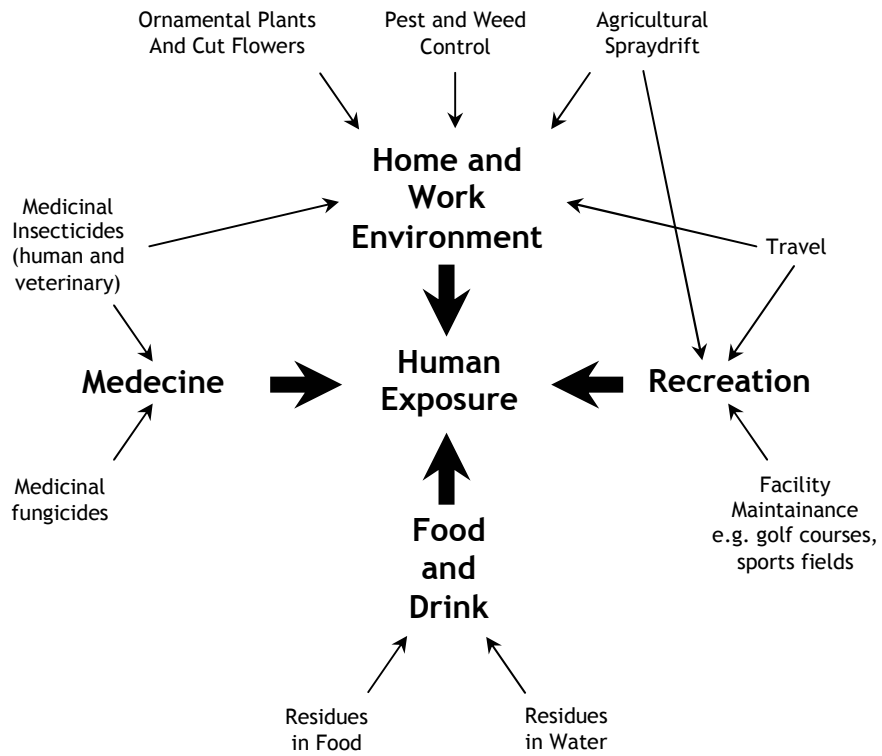 Ornamental Plants
And Cut Flowers
Pest and Weed
Control
Agricultural
Spraydrift
Home and
Work
Environment
Medicinal
Insecticides
(human and
veterinary)
Travel
Medecine
Human
Exposure
Recreation
Medicinal
fungicides
Facility
Maintainance
e.g. golf courses,
sports fields
Food
and
Drink
Residues
in Food
Residues
in Water